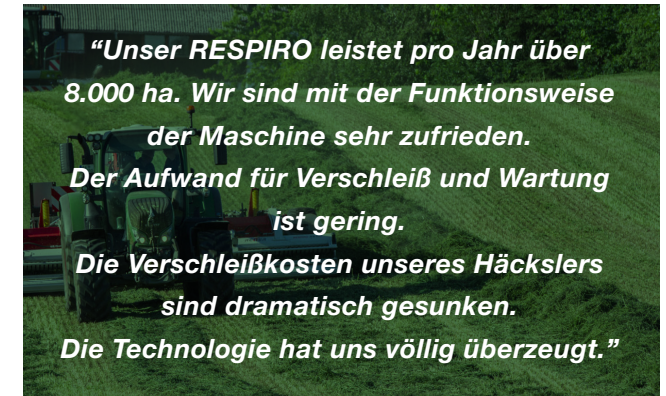 “Unser RESPIRO leistet pro Jahr über
8.000 ha. Wir sind mit der Funktionsweise
der Maschine sehr zufrieden.
Der Aufwand für Verschleiß und Wartung
ist gering.
Die Verschleißkosten unseres Häckslers
sind dramatisch gesunken.
Die Technologie hat uns völlig überzeugt.”